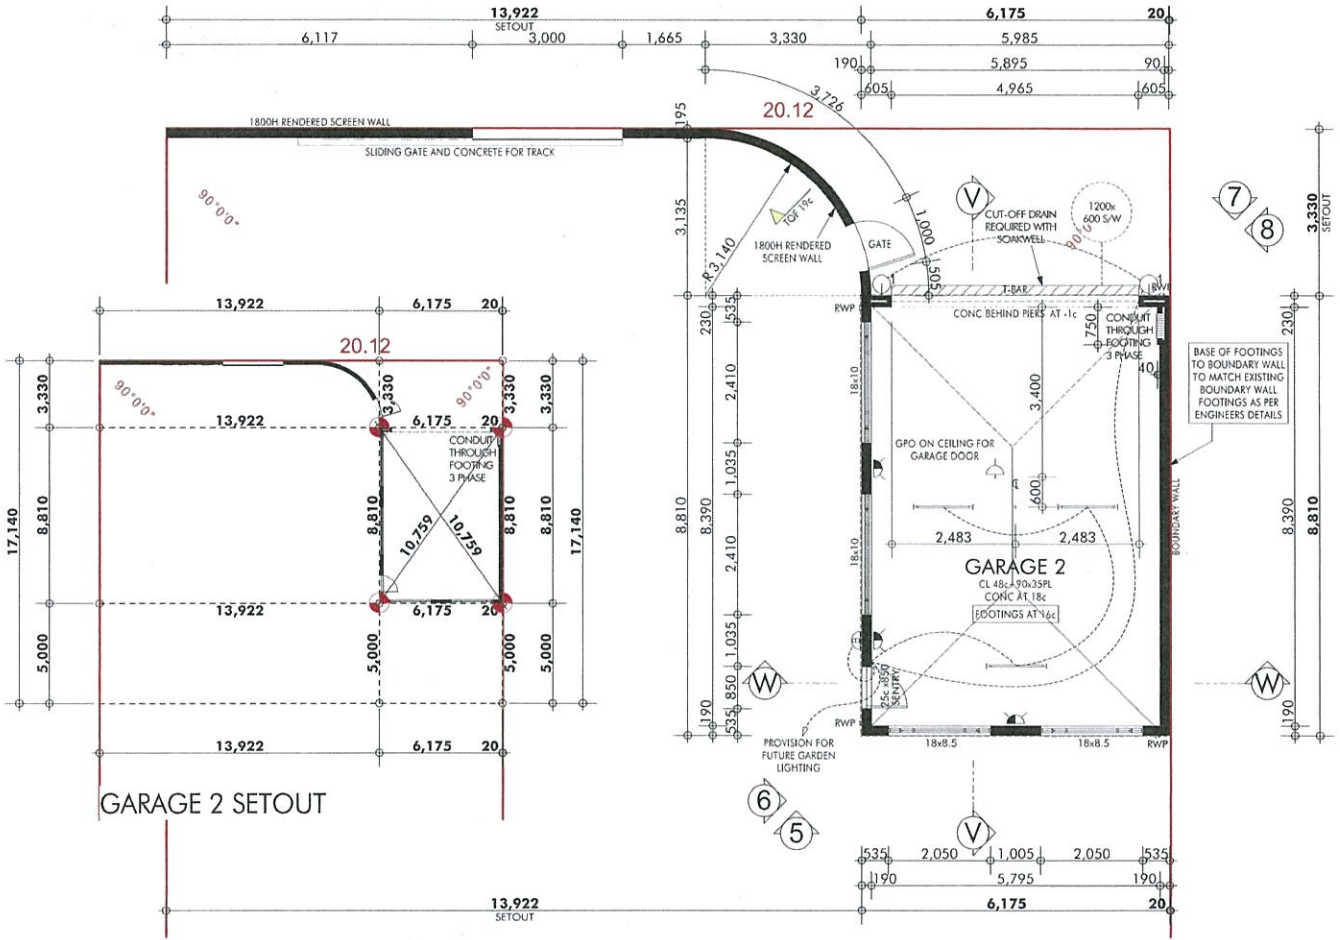 13,922
SETOUT
6,175
20
6,117
3,000
1,665
3,330
5,985
190
5,895
90
605
4,965
605
3,726
20.12
195
1800H RENDERED SCREEN WALL
SLIDING GATE AND CONCRETE FOR TRACK
90°0'0"
3,135
R 3,140
TOF 19c
1800H RENDERED
SCREEN WALL
GATE
1,000
505
V
CUT-OFF DRAIN
REQUIRED WITH
SOAKWELL
1200x
600 S/W
90°0'
7
8
3,330
SETOUT
T-BAR
1
1
RWP
RWP
CONC BEHIND PIERS AT -1c
750
CONDUIT
THROUGH
FOOTING
3 PHASE
40
BASE OF FOOTINGS
TO BOUNDARY WALL
TO MATCH EXISTING
BOUNDARY WALL
FOOTINGS AS PER
ENGINEERS DETAILS
230
535
2,410
1,035
2,410
1,035
850
535
190
8,390
8,810
18x10
18x10
3,400
600
GPO ON CEILING FOR
GARAGE DOOR
2,483
2,483
GARAGE 2
CL 48c - 90x35PL
CONC AT 18c
FOOTINGS AT 16c
BOUNDARY WALL
230
8,390
8,810
190
W
W
25c x850
SENTRY
RWP
PROVISION FOR
FUTURE GARDEN
LIGHTING
18x8.5
18x8.5
RWP
6
5
V
535
2,050
1,005
2,050
535
190
5,795
190
13,922
SETOUT
6,175
20
13,922
6,175
20
20.12
90°0'0"
90°0'0"
3,330
3,330
3,330
3,330
13,922
6,175
20
CONDUIT
THROUGH
FOOTING
3 PHASE
17,140
8,810
8,810
10,759
10,759
8,810
8,810
17,140
13,922
6,175
20
5,000
5,000
5,000
5,000
13,922
6,175
20
GARAGE 2 SETOUT